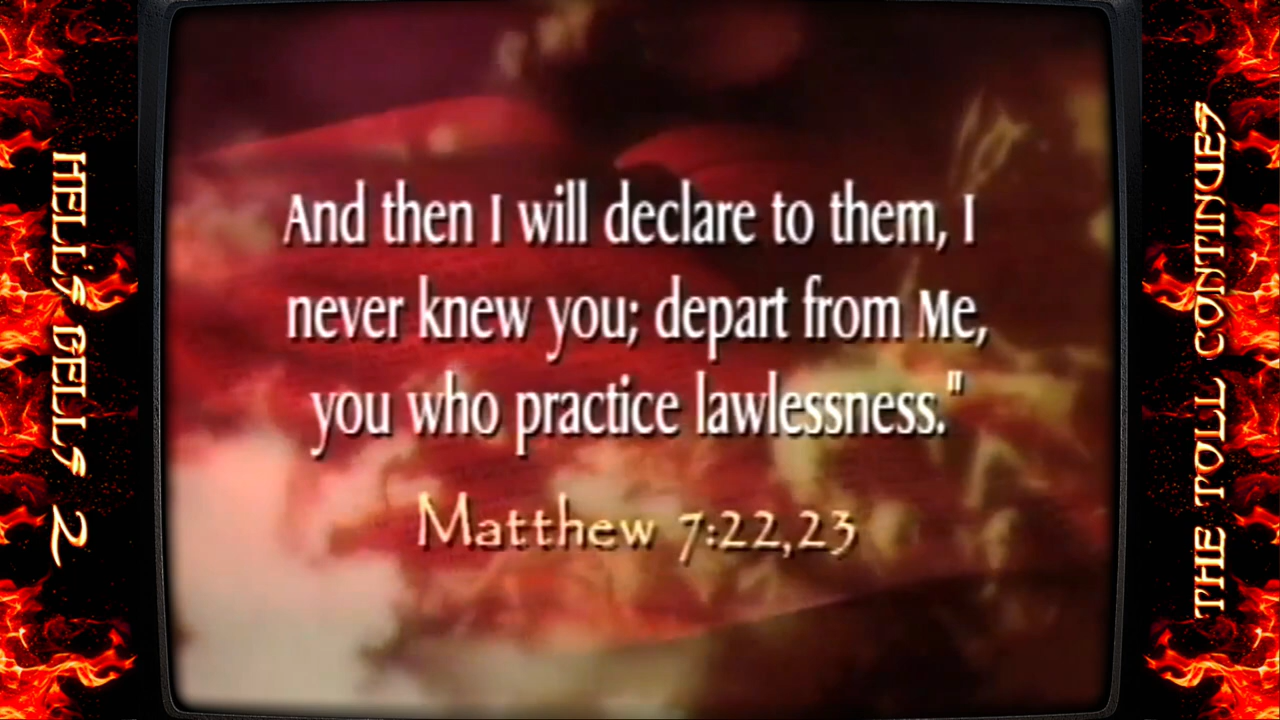 HELL'S BELLS 2
And then I will declare to them, I
never knew you; depart from Me,
you who practice lawlessness."
Matthew 7:22,23
THE TOLL CONTINUES